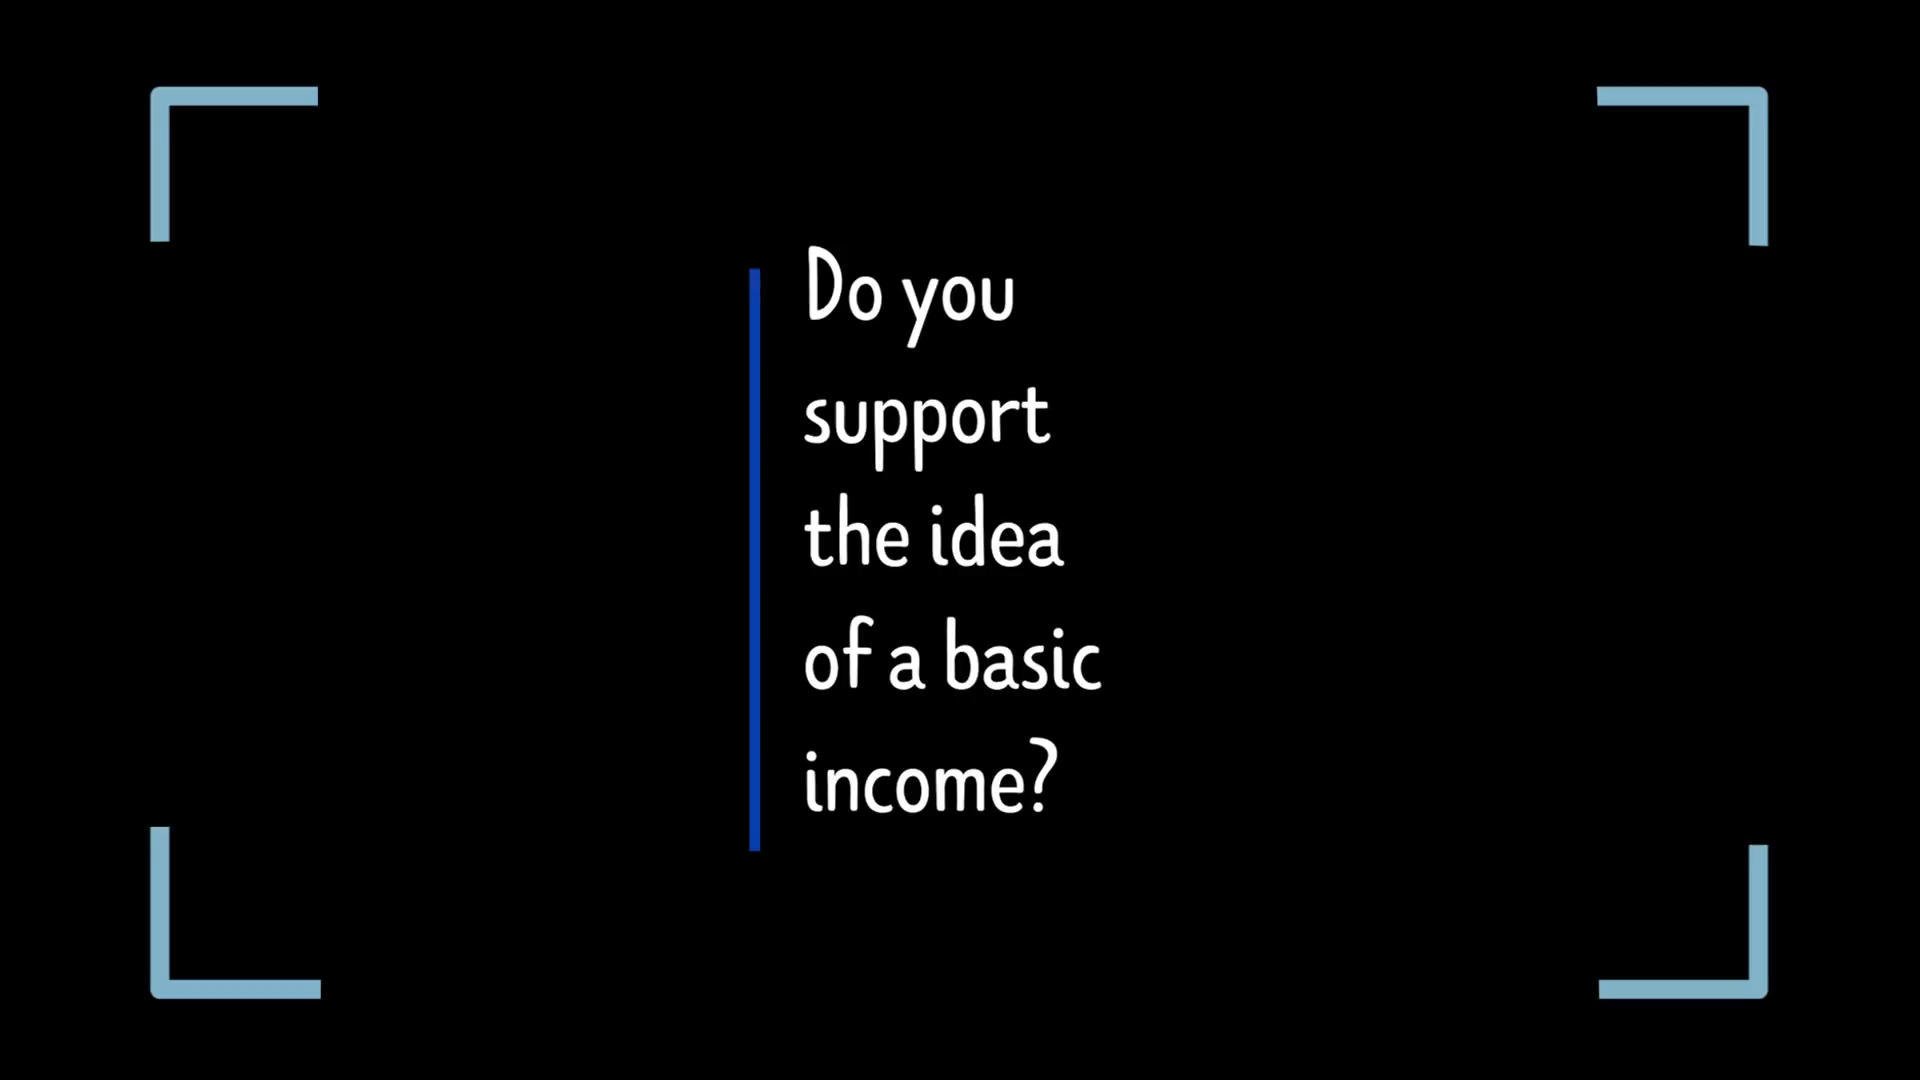 Do you
support
the idea
of a basic
income?